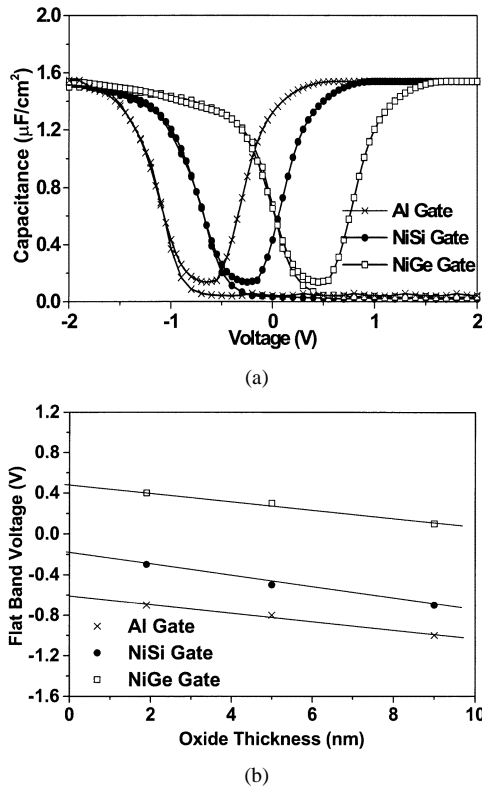 2.0
1.6
1.2
0.8
0.4
0.0
Capacitance (μF/cm²)
Al Gate
NiSi Gate
NiGe Gate
-2 -1 0 1 2
Voltage (V)
(a)
1.2
0.8
0.4
0.0
-0.4
-0.8
-1.2
-1.6
Flat Band Voltage (V)
Al Gate
NiSi Gate
NiGe Gate
0 2 4 6 8 10
Oxide Thickness (nm)
(b)